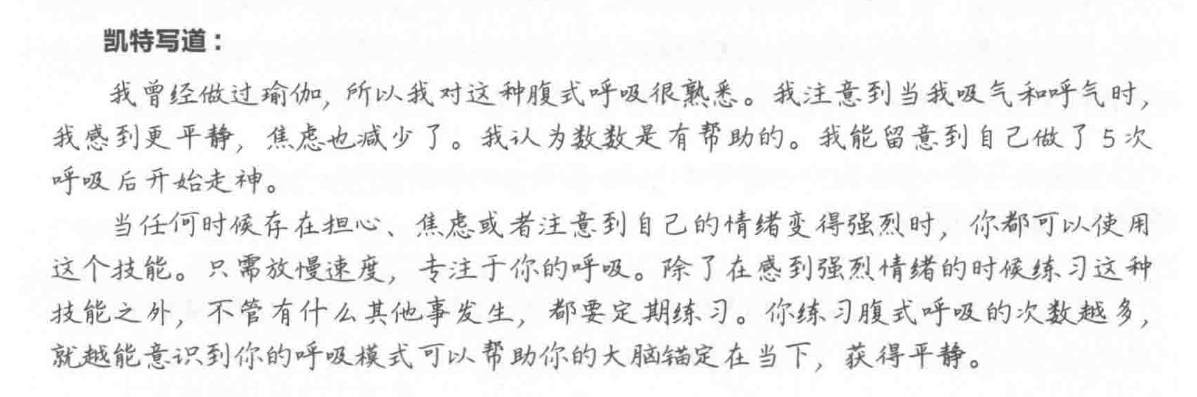 凯特写道：
我曾经做过瑜伽，所以我对这种腹式呼吸很熟悉。我注意到当我吸气和呼气时，
我感到更平静，焦虑也减少了。我认为数数是有帮助的。我能留意到自己做了 5 次
呼吸后开始走神。
当任何时候存在担心、焦虑或者注意到自己的情绪变得强烈时，你都可以使用
这个技能。只需放慢速度，专注于你的呼吸。除了在感到强烈情绪的时候练习这种
技能之外，不管有什么其他事发生，都要定期练习。你练习腹式呼吸的次数越多，
就越能意识到你的呼吸模式可以帮助你的大脑锚定在当下，获得平静。